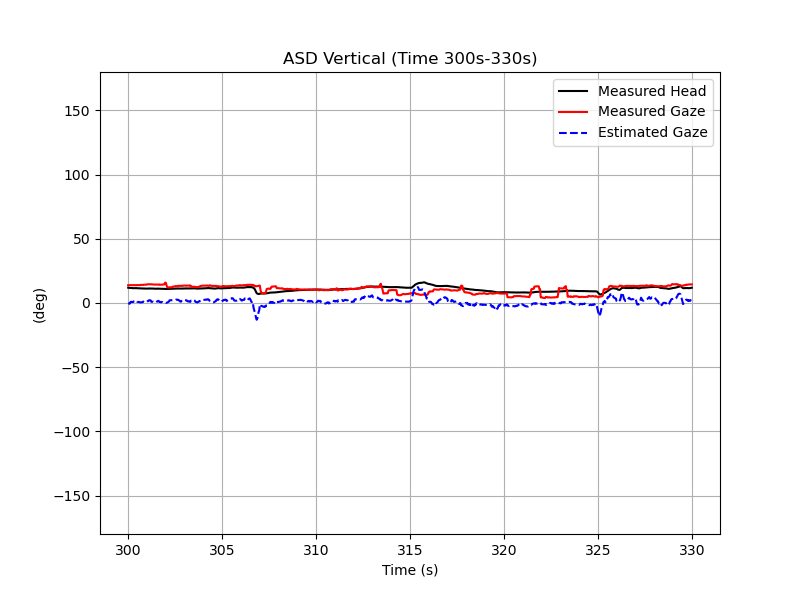 ASD Vertical (Time 300s-330s)
Measured Head
Measured Gaze
Estimated Gaze
150
100
50
0
−50
−100
−150
(deg)
300 305 310 315 320 325 330
Time (s)